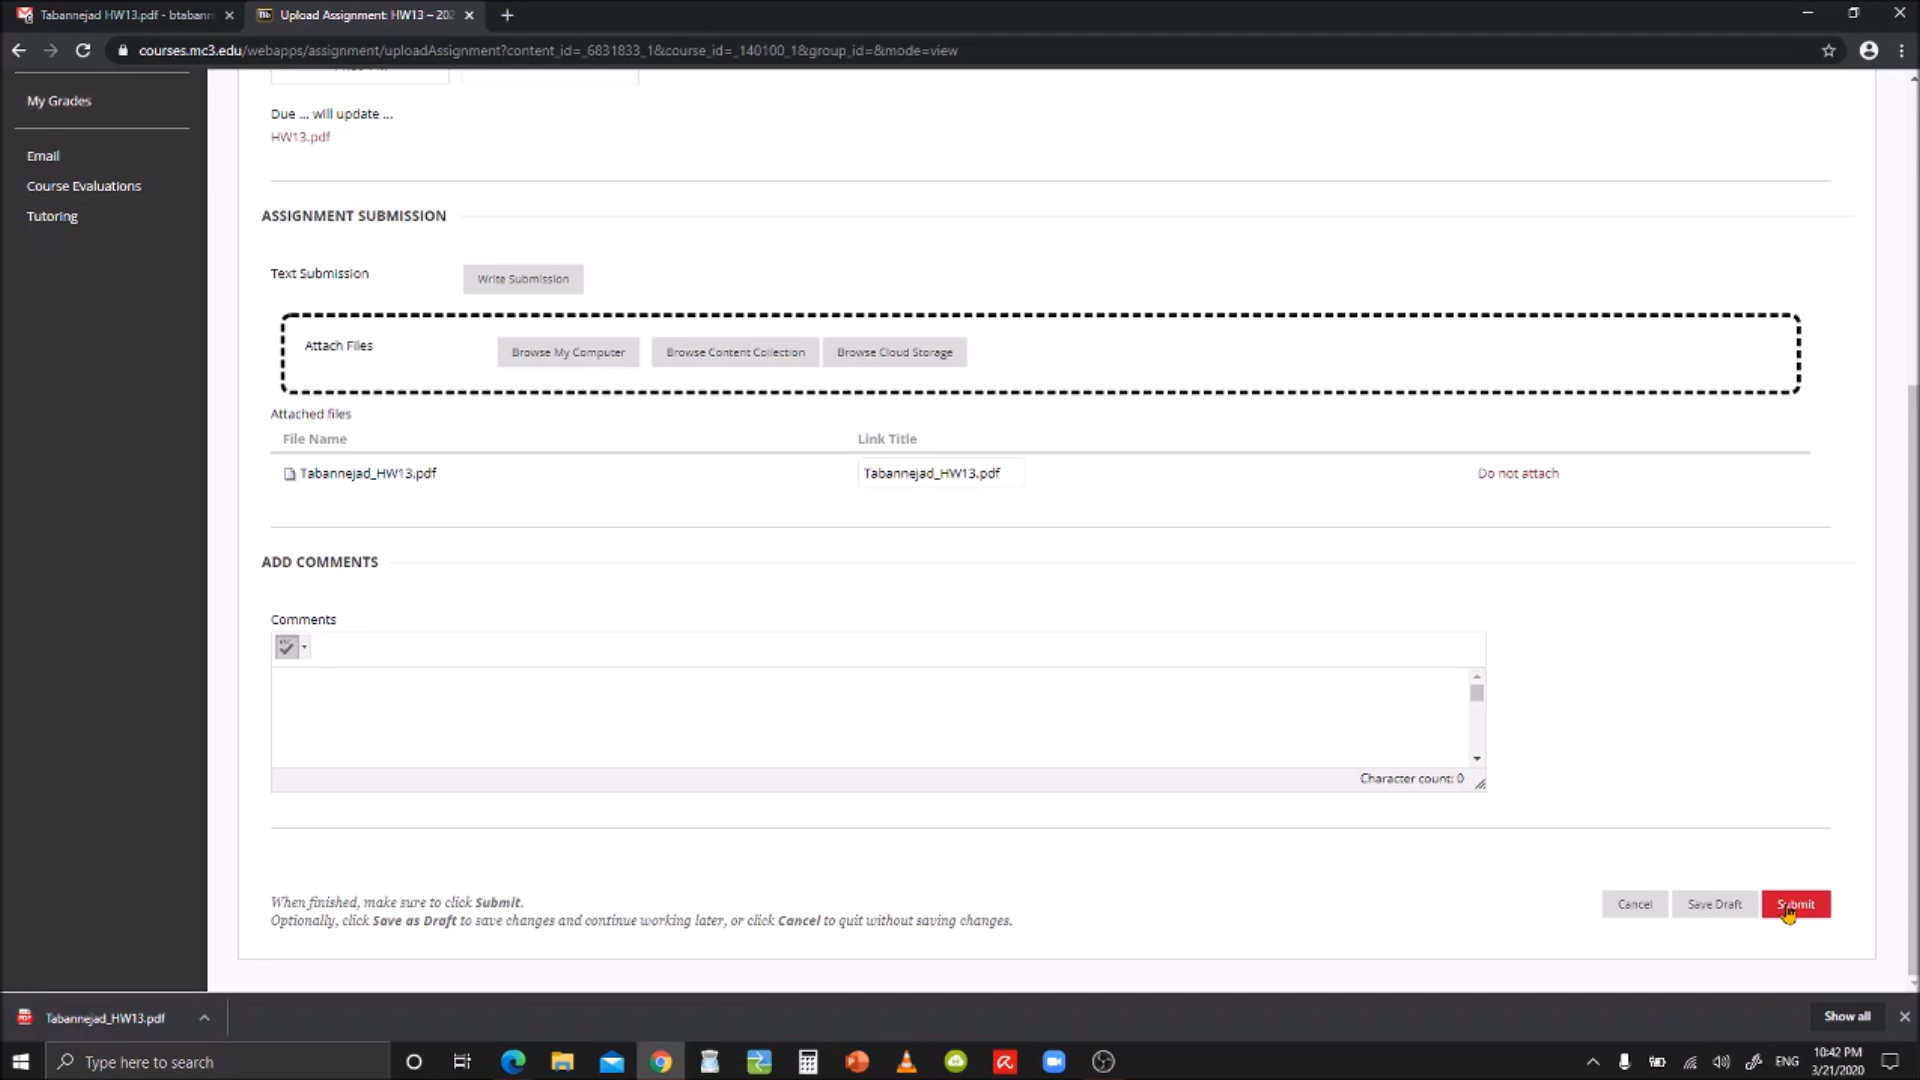 Tabannejad HW13.pdf - btabann
Upload Assignment: HW13 – 202
courses.mc3.edu/webapps/assignment/uploadAssignment?content_id=_6831833_1&course_id=_140100_1&group_id=&mode=view
My Grades
Email
Course Evaluations
Tutoring
Due ... will update ...
HW13.pdf
ASSIGNMENT SUBMISSION
Text Submission
Write Submission
Attach Files
Browse My Computer
Browse Content Collection
Browse Cloud Storage
Attached files
File Name
Link Title
Tabannejad_HW13.pdf
Tabannejad_HW13.pdf
Do not attach
ADD COMMENTS
Comments
Character count: 0
When finished, make sure to click Submit.
Optionally, click Save as Draft to save changes and continue working later, or click Cancel to quit without saving changes.
Cancel
Save Draft
Submit
Tabannejad_HW13.pdf
Show all
Type here to search
ENG
10:42 PM
3/21/2020